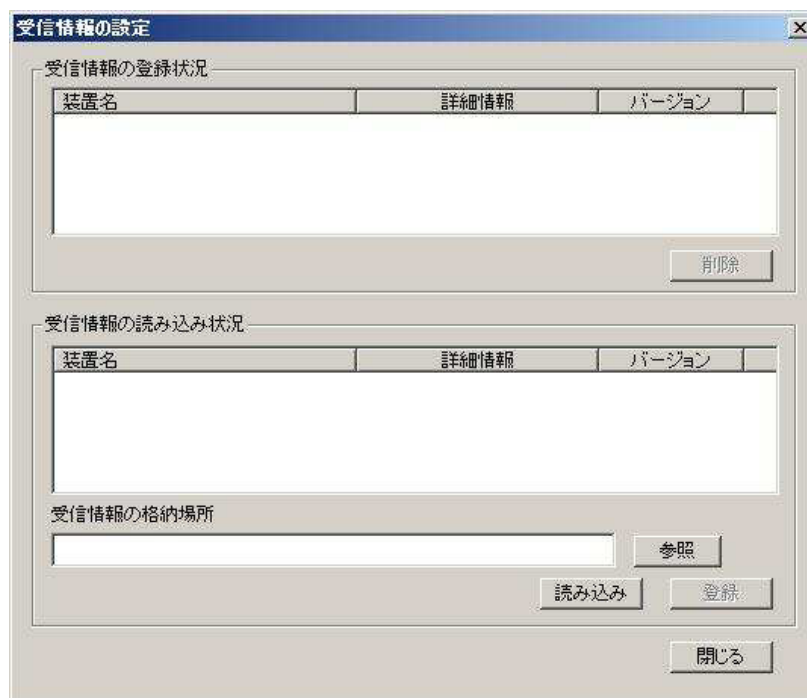 受信情報の設定
受信情報の登録状況
装置名 詳細情報 バージョン
削除
受信情報の読み込み状況
装置名 詳細情報 バージョン
受信情報の格納場所
参照
読み込み 登録
閉じる